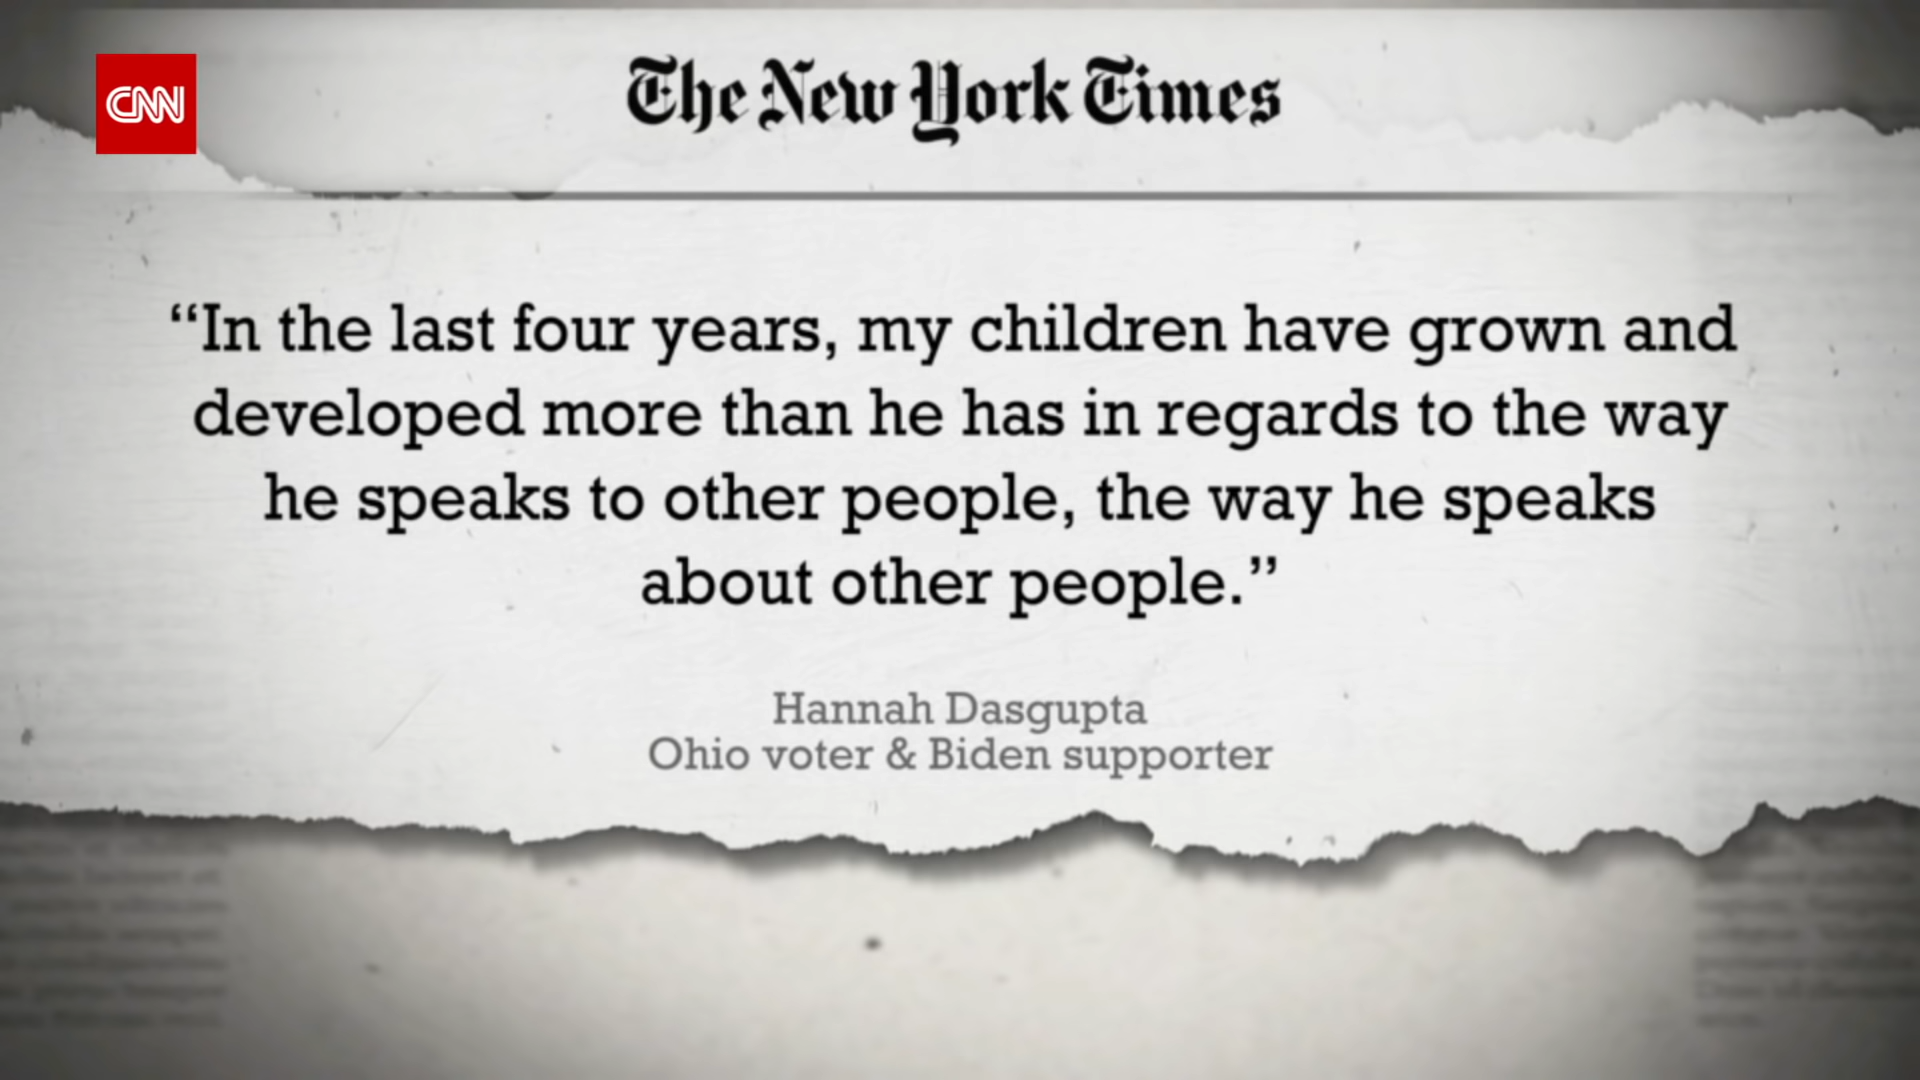 CNN
The New York Times
“In the last four years, my children have grown and
developed more than he has in regards to the way
he speaks to other people, the way he speaks
about other people.”
Hannah Dasgupta
Ohio voter & Biden supporter